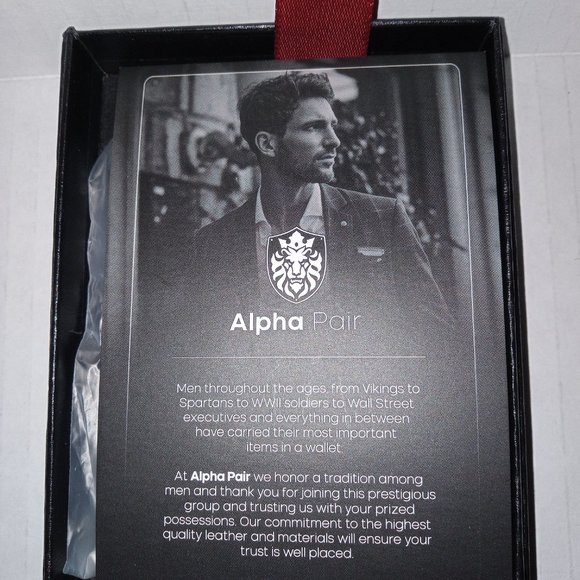 Alpha Pair
Men throughout the ages, from Vikings to
Spartans to WWII soldiers to Wall Street
executives and everything in between
have carried their most important
items in a wallet.
At Alpha Pair we honor a tradition among
men and thank you for joining this prestigious
group and trusting us with your prized
possessions. Our commitment to the highest
quality leather and materials will ensure your
trust is well placed.